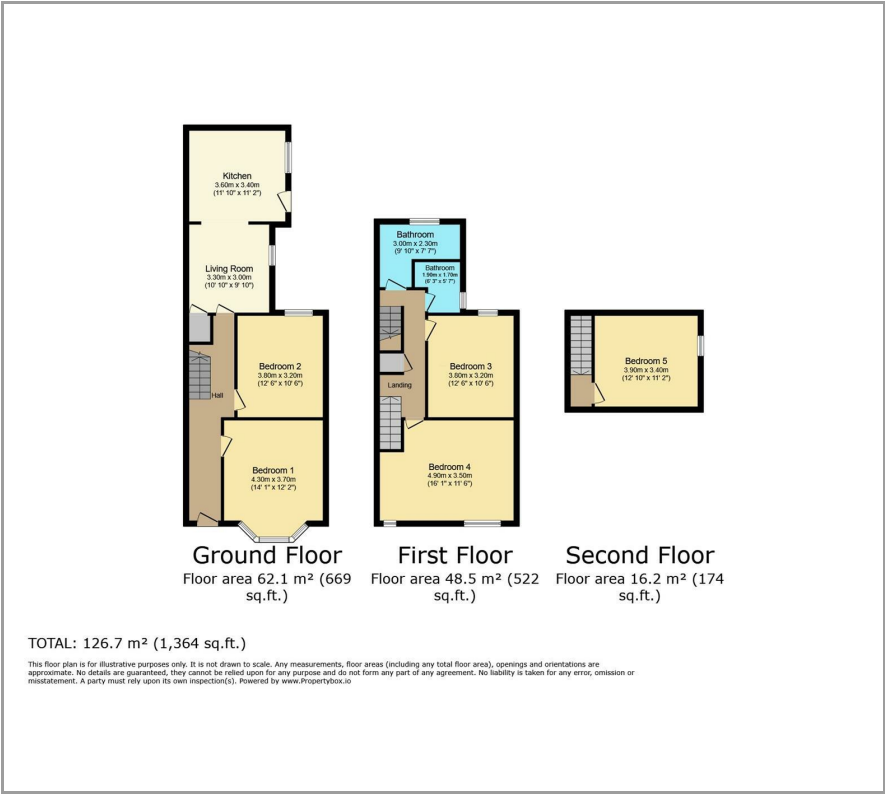 Kitchen
3.60m x 3.40m
(11' 10" x 11' 2")
Living Room
3.30m x 3.00m
(10' 10" x 9' 10")
Bedroom 2
3.80m x 3.20m
(12' 6" x 10' 6")
Hall
Bedroom 1
4.30m x 3.70m
(14' 1" x 12' 2")
Ground Floor
Floor area 62.1 m² (669
sq.ft.)
Bathroom
3.00m x 2.30m
(9' 10" x 7' 7")
Bathroom
1.90m x 1.70m
(6' 3" x 5' 7")
Bedroom 3
3.80m x 3.20m
(12' 6" x 10' 6")
Landing
Bedroom 4
4.90m x 3.50m
(16' 1" x 11' 6")
First Floor
Floor area 48.5 m² (522
sq.ft.)
Bedroom 5
3.90m x 3.40m
(12' 10" x 11' 2")
Second Floor
Floor area 16.2 m² (174
sq.ft.)
TOTAL: 126.7 m² (1,364 sq.ft.)
This floor plan is for illustrative purposes only. It is not drawn to scale. Any measurements, floor areas (including any total floor area), openings and orientations are
approximate. No details are guaranteed, they cannot be relied upon for any purpose and do not form any part of any agreement. No liability is taken for any error, omission or
misstatement. A party must rely upon its own inspection(s). Powered by www.Propertybox.io